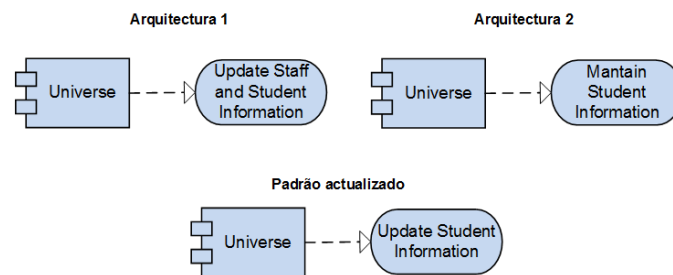 Arquitectura 1
Arquitectura 2
Universe
Update Staff
and Student
Information
Universe
Mantain
Student
Information
Padrão actualizado
Universe
Update Student
Information